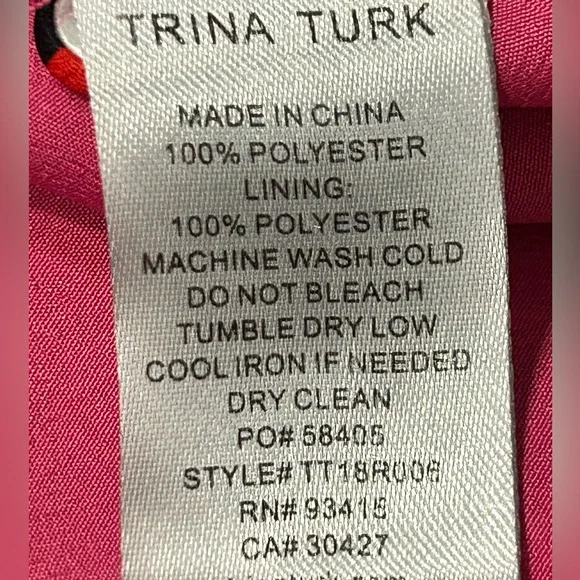 TRINA TURK
MADE IN CHINA
100% POLYESTER
LINING:
100% POLYESTER
MACHINE WASH COLD
DO NOT BLEACH
TUMBLE DRY LOW
COOL IRON IF NEEDED
DRY CLEAN
PO# 58405
STYLE# TT18R006
RN# 93415
CA# 30427